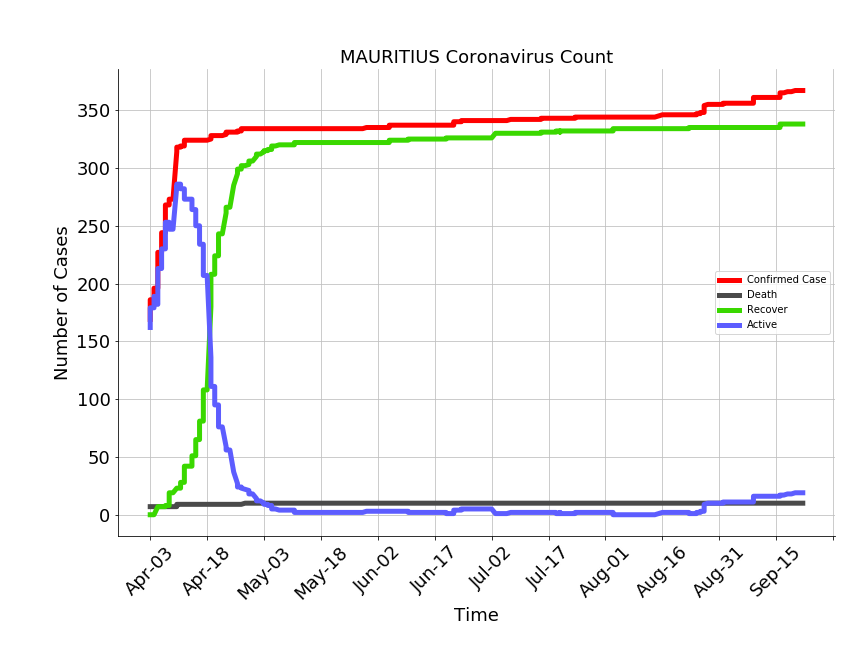 MAURITIUS Coronavirus Count
Number of Cases
350
300
250
200
150
100
50
0
Confirmed Case
Death
Recover
Active
Apr-03
Apr-18
May-03
May-18
Jun-02
Jun-17
Jul-02
Jul-17
Aug-01
Aug-16
Aug-31
Sep-15
Time